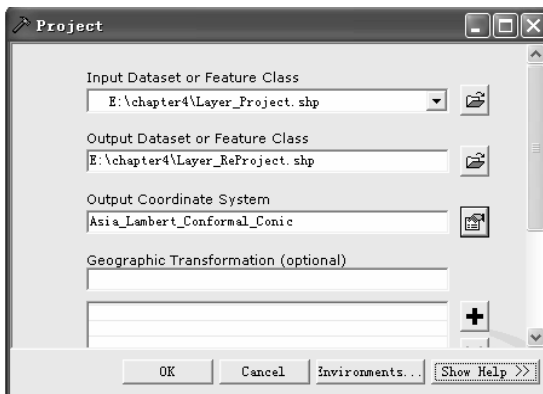 Project
Input Dataset or Feature Class
E:\chapter4\Layer_Project.shp
Output Dataset or Feature Class
E:\chapter4\Layer_ReProject.shp
Output Coordinate System
Asia_Lambert_Conformal_Conic
Geographic Transformation (optional)
OK
Cancel
Environments...
Show Help >>